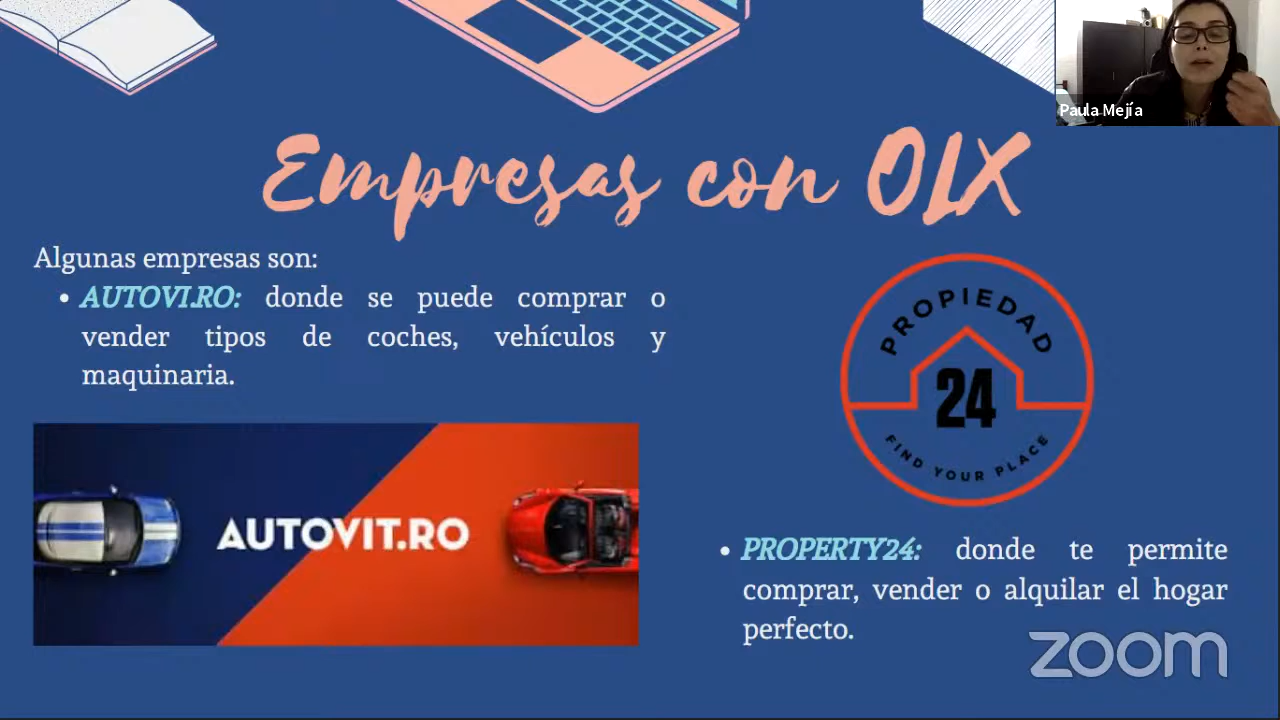 Paula Mejía
Empresas con OLX
Algunas empresas son:
• AUTOVI.RO: donde se puede comprar o
vender tipos de coches, vehículos y
maquinaria.
AUTOVIT.RO
PROPIEDAD
24
FIND YOUR PLACE
• PROPERTY24: donde te permite
comprar, vender o alquilar el hogar
perfecto.
zoom